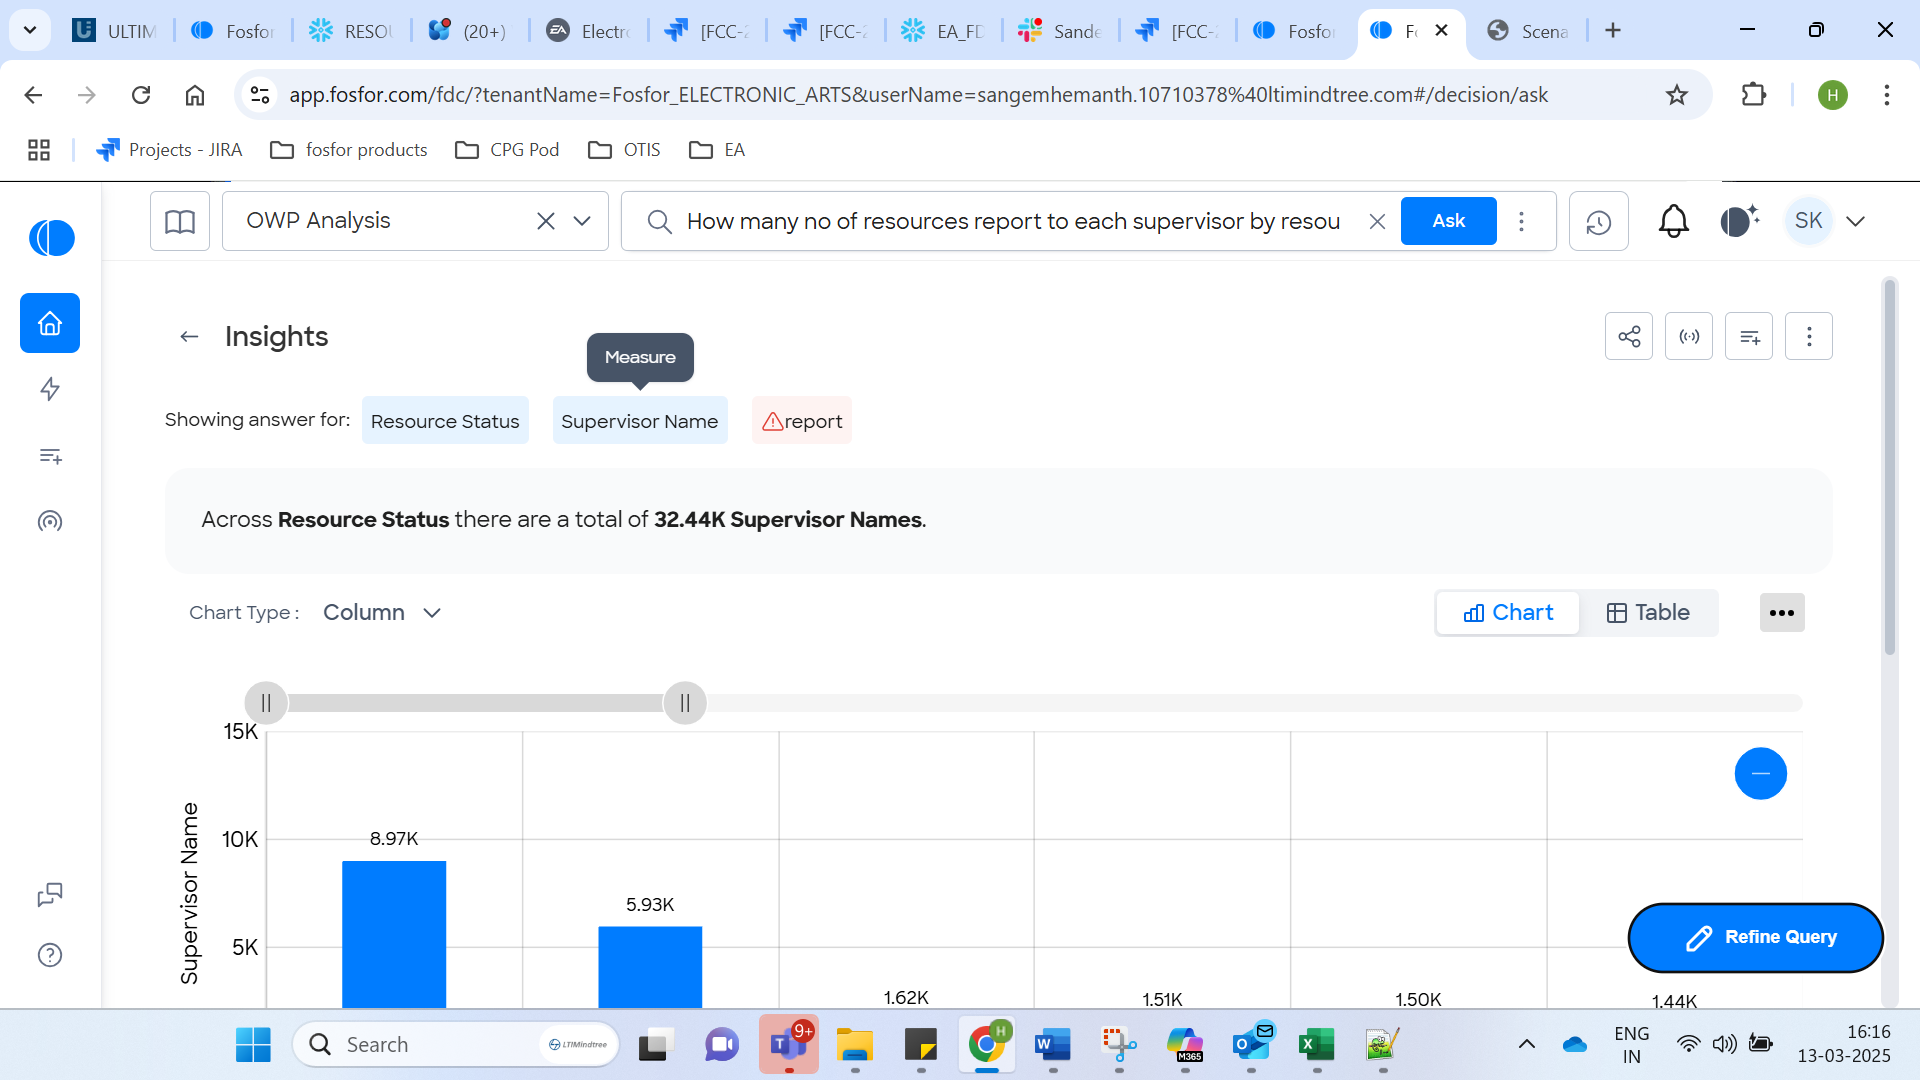 ULTIM
Fosfor
RESOU
(20+)
Electro
[FCC-2
[FCC-2
EA_FD
Sande
[FCC-2
Fosfor
Fo
Scena
app.fosfor.com/fdc/?tenantName=Fosfor_ELECTRONIC_ARTS&userName=sangemhemanth.10710378%40ltimindtree.com#/decision/ask
H
Projects - JIRA
fosfor products
CPG Pod
OTIS
EA
OWP Analysis
How many no of resources report to each supervisor by resou
Ask
SK
Insights
Measure
Showing answer for:
Resource Status
Supervisor Name
report
Across Resource Status there are a total of 32.44K Supervisor Names.
Chart Type :
Column
Chart
Table
15K
10K
5K
Supervisor Name
8.97K
5.93K
1.62K
1.51K
1.50K
1.44K
Refine Query
Search
LTIMindtree
9+
H
M365
ENG
IN
16:16
13-03-2025